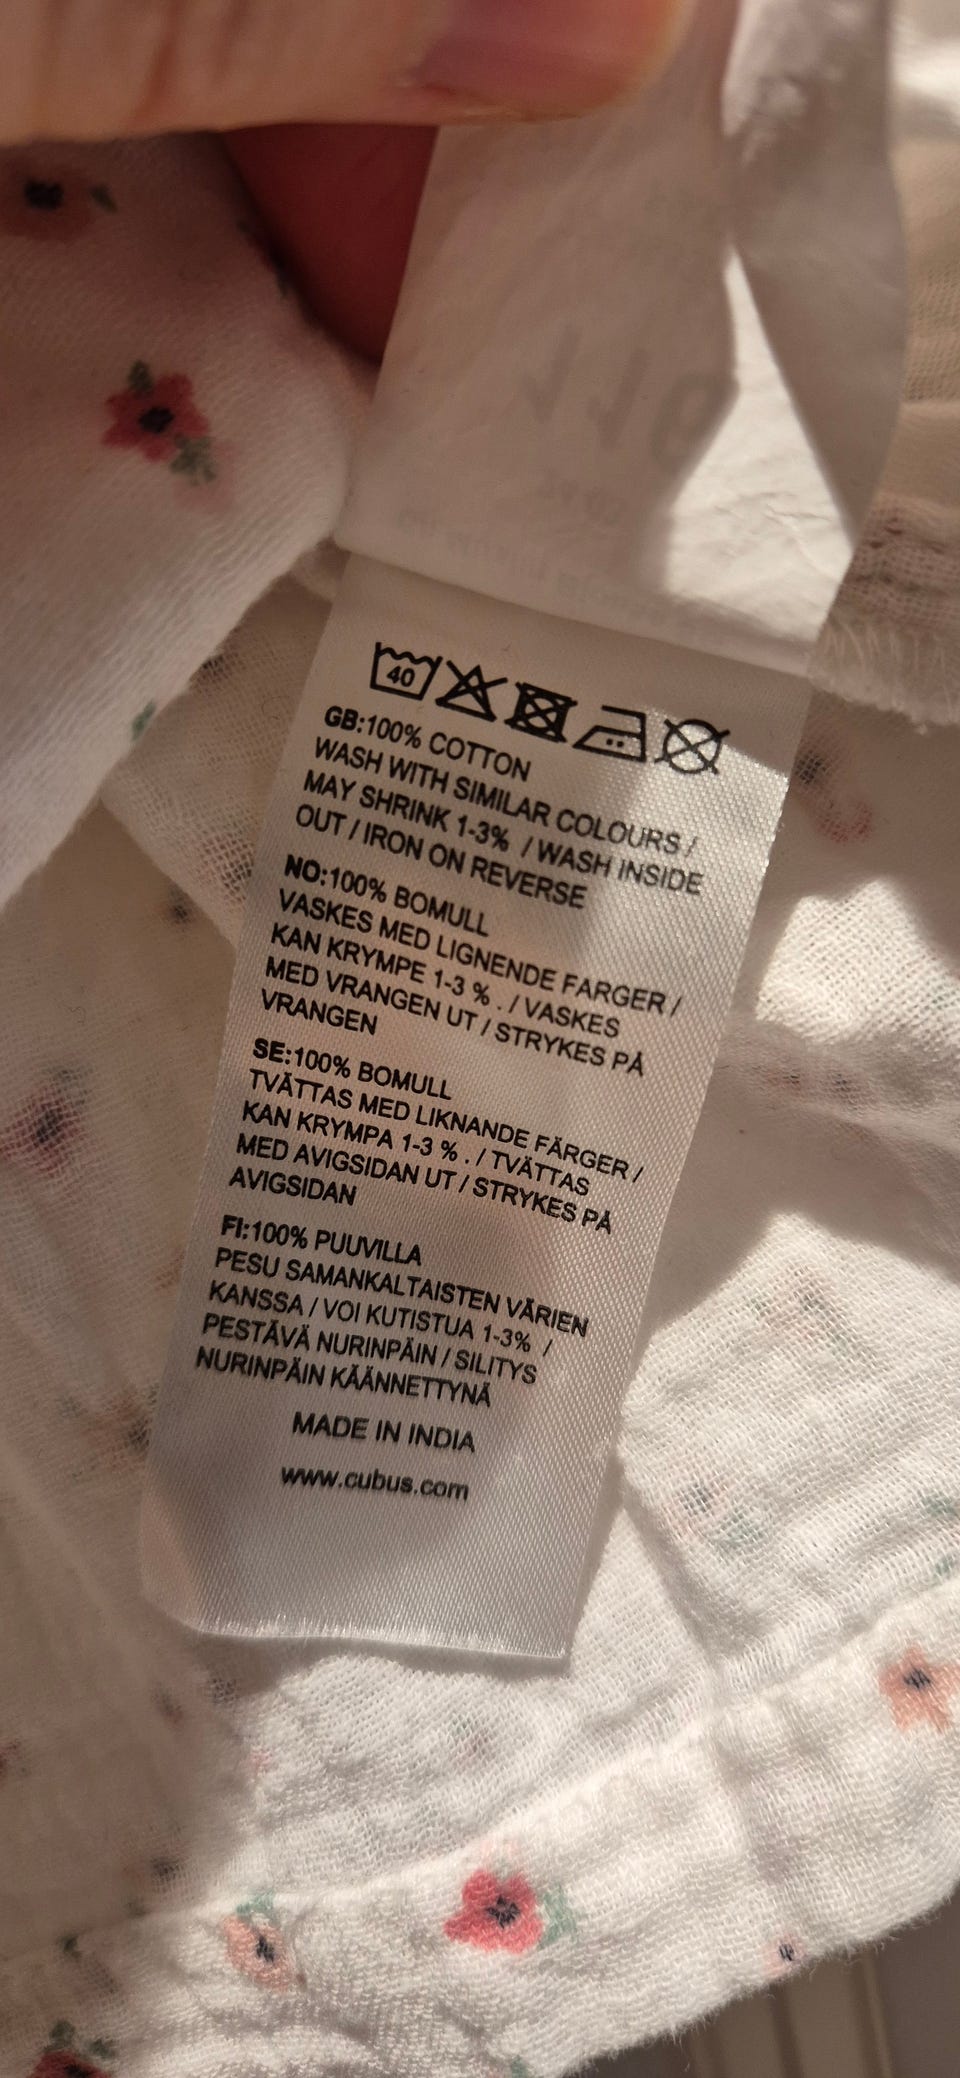 40
GB:100% COTTON
WASH WITH SIMILAR COLOURS /
MAY SHRINK 1-3% / WASH INSIDE
OUT / IRON ON REVERSE
NO:100% BOMULL
VASKES MED LIGNENDE FARGER /
KAN KRYMPE 1-3 % . / VASKES
MED VRANGEN UT / STRYKES PÅ
VRANGEN
SE:100% BOMULL
TVÄTTAS MED LIKNANDE FÄRGER /
KAN KRYMPA 1-3 % . / TVÄTTAS
MED AVIGSIDAN UT / STRYKES PÅ
AVIGSIDAN
FI:100% PUUVILLA
PESU SAMANKALTAISTEN VÄRIEN
KANSSA / VOI KUTISTUA 1-3% /
PESTÄVÄ NURINPÄIN / SILITYS
NURINPÄIN KÄÄNNETTYNÄ
MADE IN INDIA
www.cubus.com